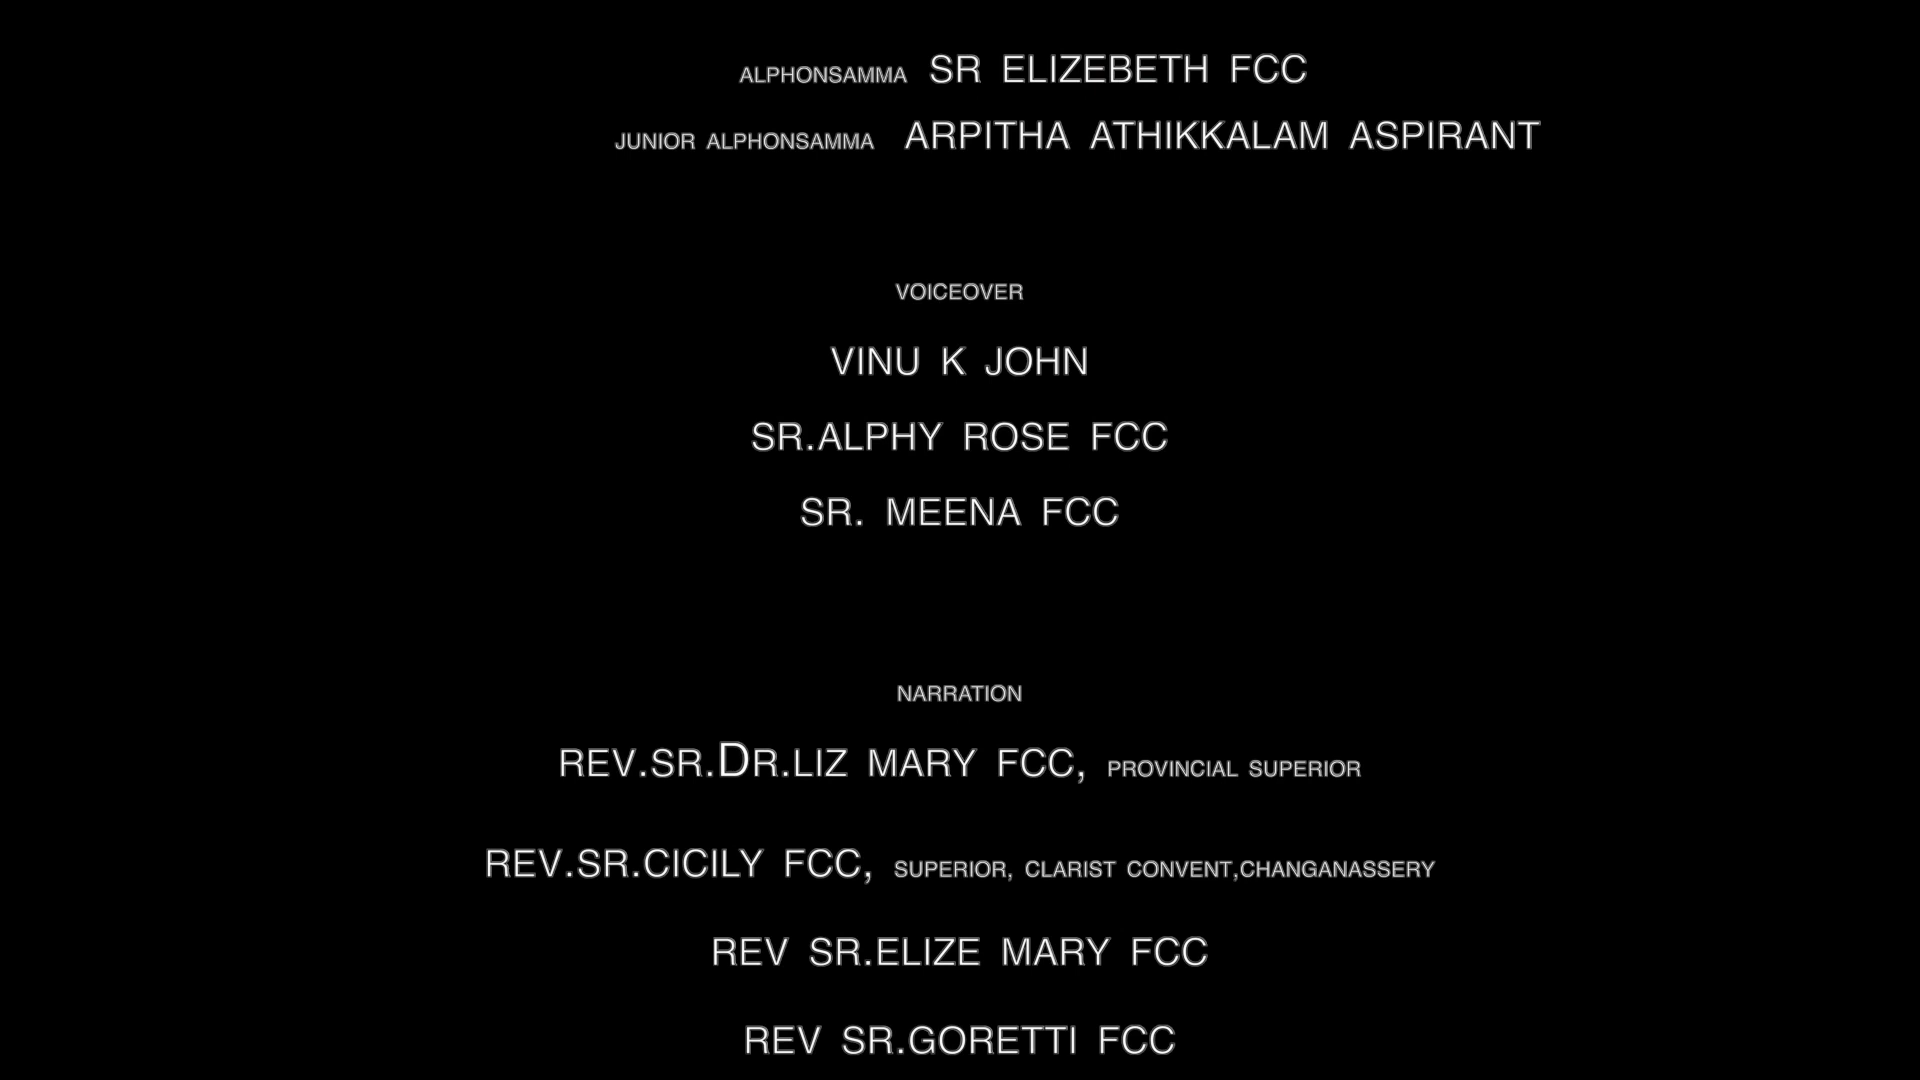 ALPHONSAMMA SR ELIZEBETH FCC
JUNIOR ALPHONSAMMA ARPITHA ATHIKKALAM ASPIRANT
VOICEOVER
VINU K JOHN
SR.ALPHY ROSE FCC
SR. MEENA FCC
NARRATION
REV.SR.DR.LIZ MARY FCC, PROVINCIAL SUPERIOR
REV.SR.CICILY FCC, SUPERIOR, CLARIST CONVENT,CHANGANASSERY
REV SR.ELIZE MARY FCC
REV SR.GORETTI FCC